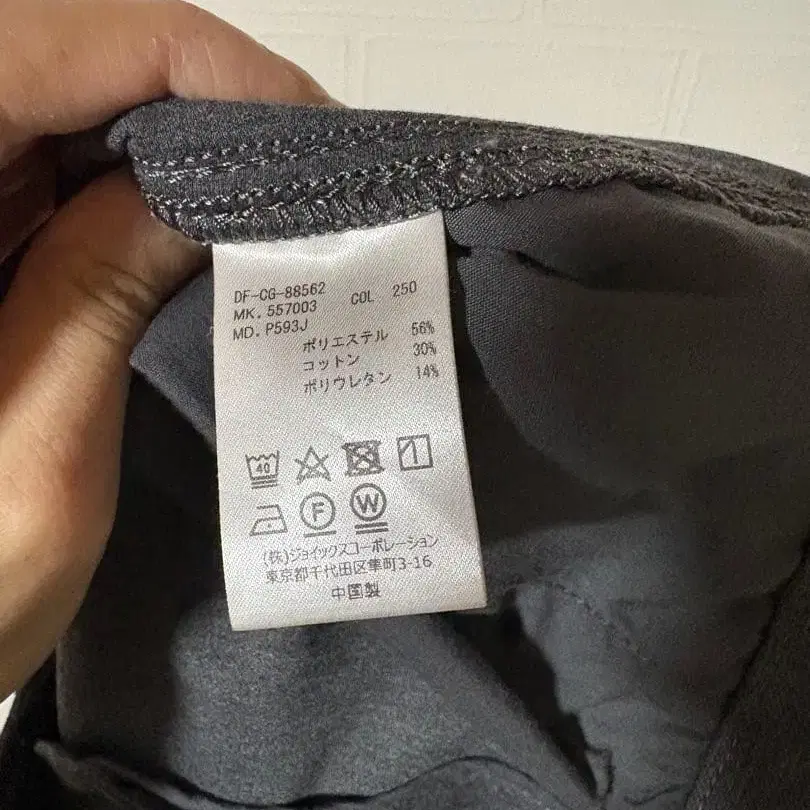 DF-CG-88562
MK.557003 COL 250
MD.P593J
ポリエステル 56%
コットン 30%
ポリウレタン 14%
40
F W
(株)ジョイックスコーポレーション
東京都千代田区隼町3-16
中国製